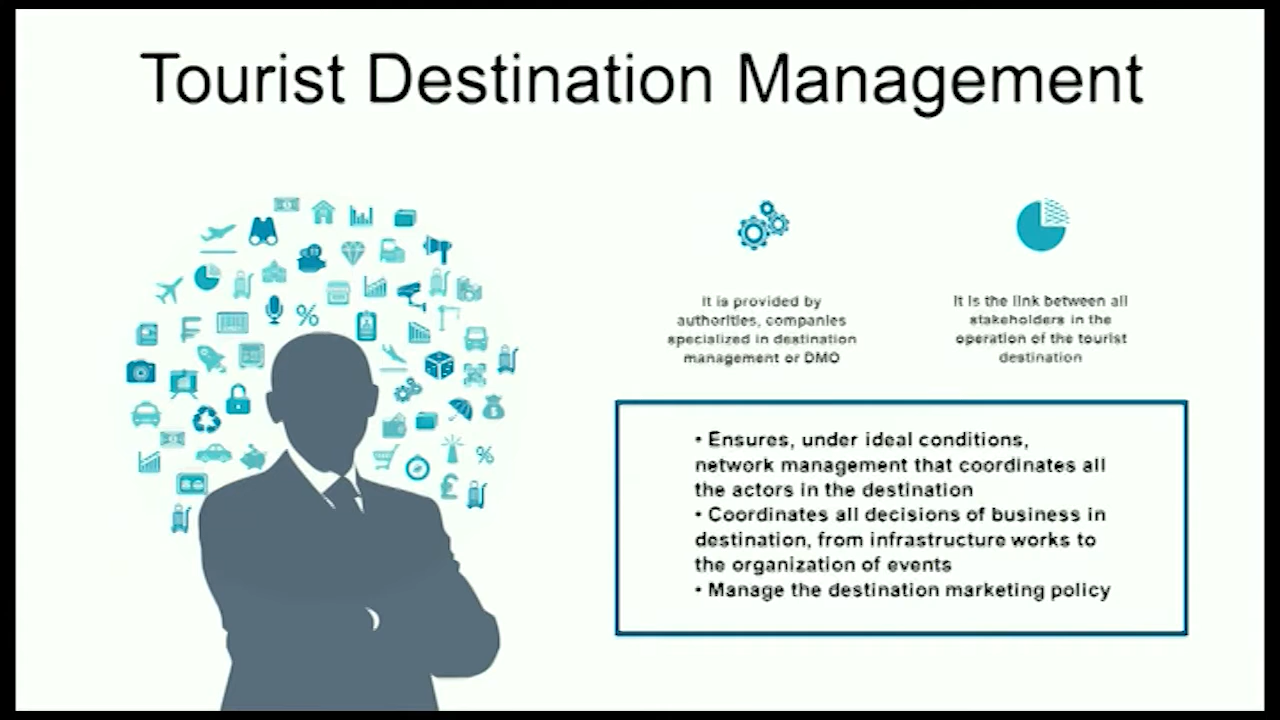 Tourist Destination Management
It is provided by
authorities, companies
specialized in destination
management or DMO
It is the link between all
stakeholders in the
operation of the tourist
destination
• Ensures, under ideal conditions,
network management that coordinates all
the actors in the destination
• Coordinates all decisions of business in
destination, from infrastructure works to
the organization of events
• Manage the destination marketing policy